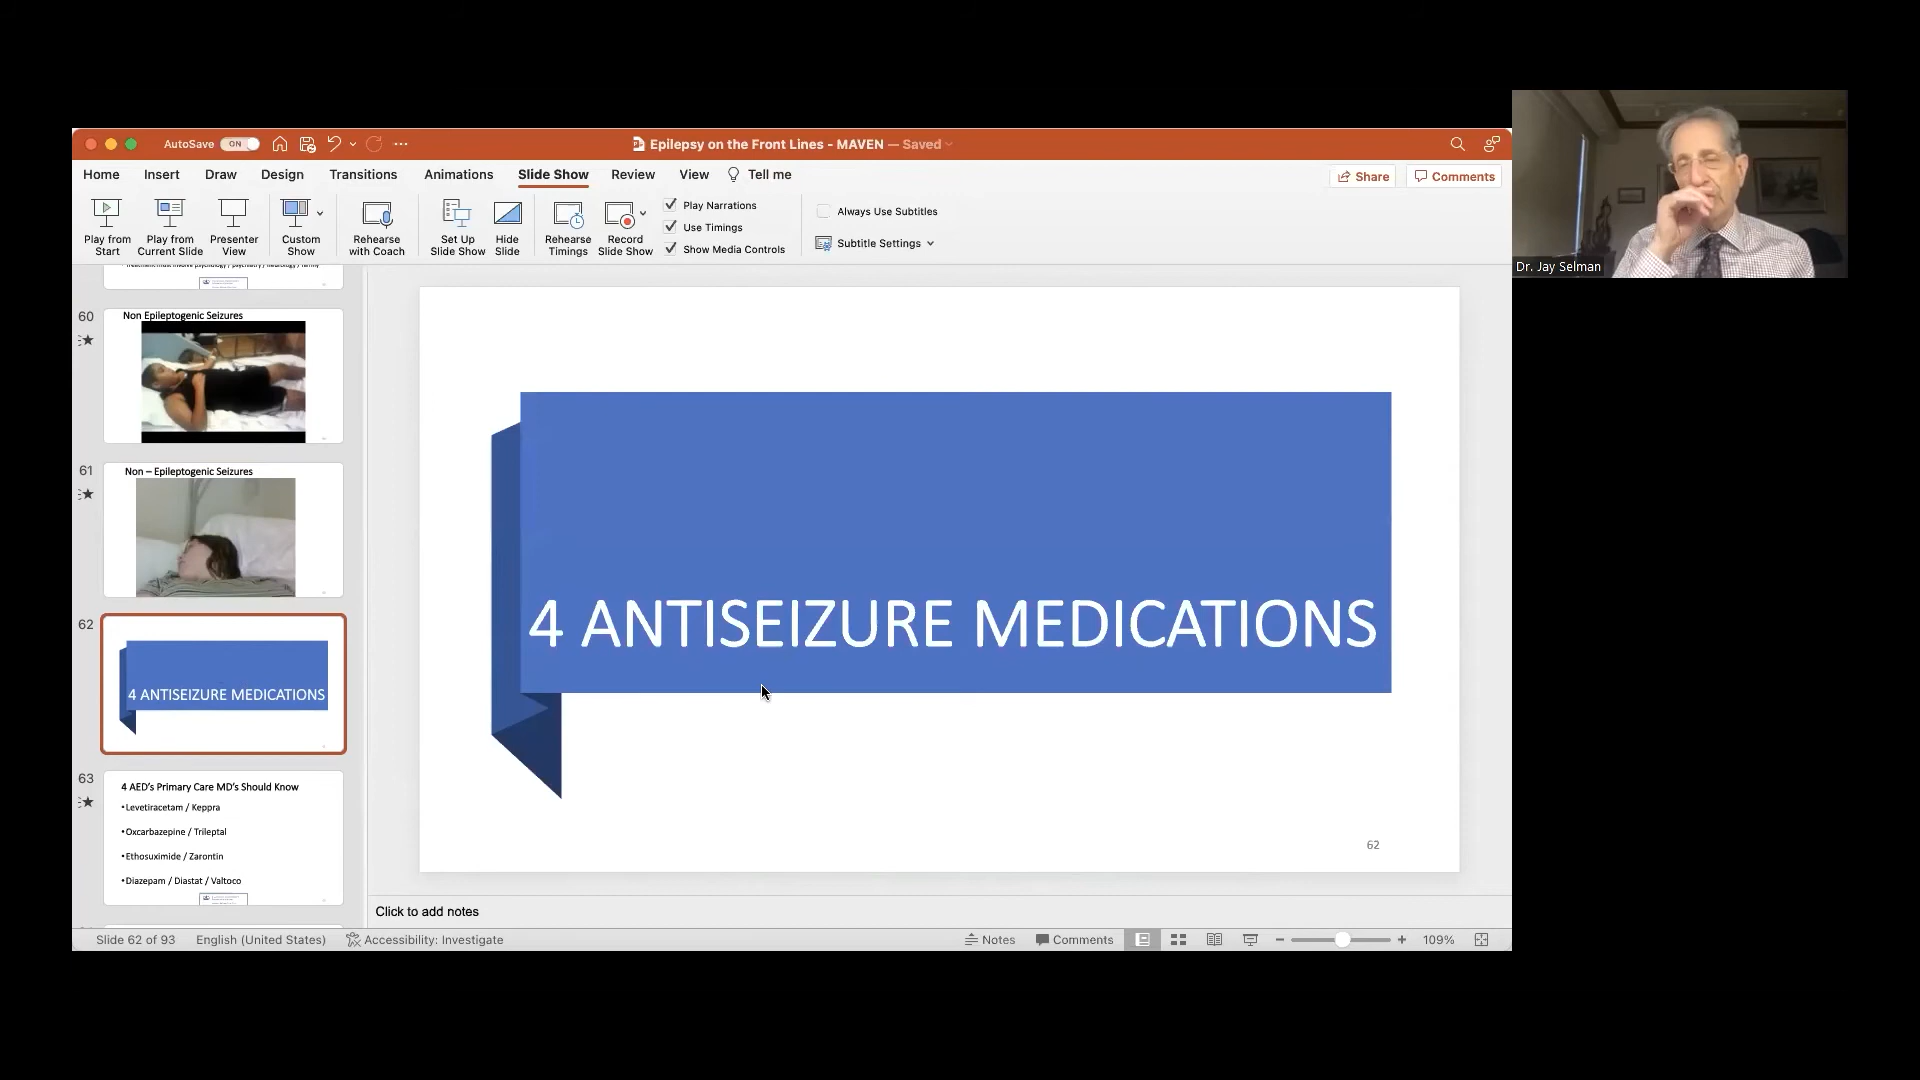 AutoSave ON
Epilepsy on the Front Lines - MAVEN — Saved
Home Insert Draw Design Transitions Animations Slide Show Review View Tell me
Share Comments
Play from Start
Play from Current Slide
Presenter View
Custom Show
Rehearse with Coach
Set Up Slide Show
Hide Slide
Rehearse Timings
Record Slide Show
Play Narrations
Use Timings
Show Media Controls
Always Use Subtitles
Subtitle Settings
60
Non Epileptogenic Seizures
61
Non – Epileptogenic Seizures
62
4 ANTISEIZURE MEDICATIONS
63
4 AED's Primary Care MD's Should Know
•Levetiracetam / Keppra
•Oxcarbazepine / Trileptal
•Ethosuximide / Zarontin
•Diazepam / Diastat / Valtoco
4 ANTISEIZURE MEDICATIONS
62
Click to add notes
Slide 62 of 93 English (United States) Accessibility: Investigate
Notes Comments 109%
Dr. Jay Selman